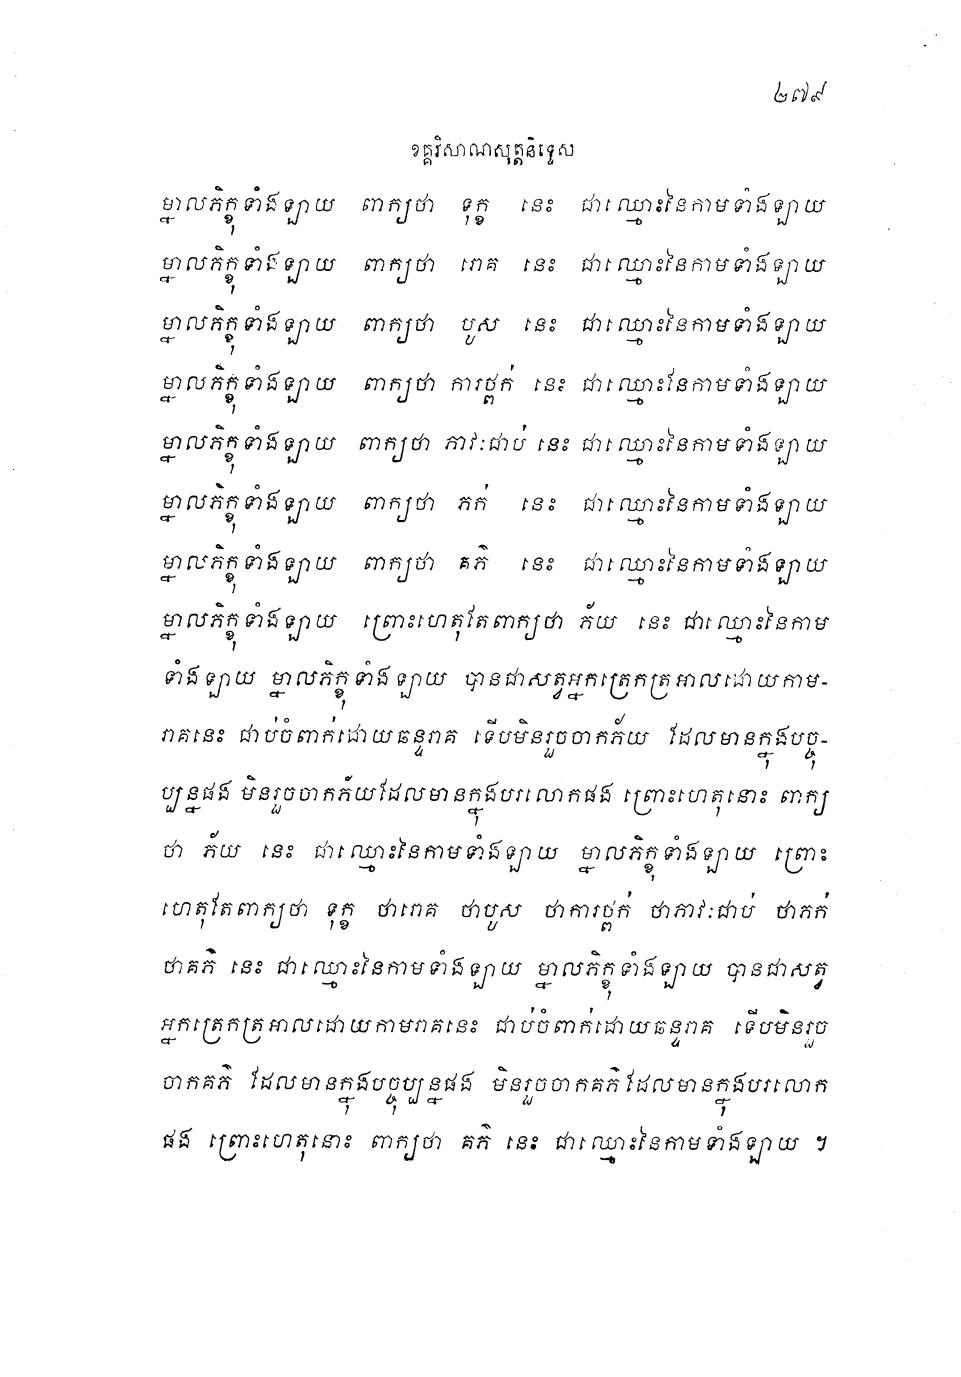 ២៧៩
ខគ្គវិសាណសុត្តនិទ្ទេស
ម្នាលភិក្ខុទាំងឡាយ ពាក្យថា ទុក្ខ នេះ ជាឈ្មោះនៃកាមទាំងឡាយ
ម្នាលភិក្ខុទាំងឡាយ ពាក្យថា រោគ នេះ ជាឈ្មោះនៃកាមទាំងឡាយ
ម្នាលភិក្ខុទាំងឡាយ ពាក្យថា បូស នេះ ជាឈ្មោះនៃកាមទាំងឡាយ
ម្នាលភិក្ខុទាំងឡាយ ពាក្យថា ការថ្ពក់ នេះ ជាឈ្មោះនៃកាមទាំងឡាយ
ម្នាលភិក្ខុទាំងឡាយ ពាក្យថា ភាវៈជាប់ នេះ ជាឈ្មោះនៃកាមទាំងឡាយ
ម្នាលភិក្ខុទាំងឡាយ ពាក្យថា ភក់ នេះ ជាឈ្មោះនៃកាមទាំងឡាយ
ម្នាលភិក្ខុទាំងឡាយ ពាក្យថា គភ៌ នេះ ជាឈ្មោះនៃកាមទាំងឡាយ
ម្នាលភិក្ខុទាំងឡាយ ព្រោះហេតុតែពាក្យថា ភ័យ នេះ ជាឈ្មោះនៃកាម
ទាំងឡាយ ម្នាលភិក្ខុទាំងឡាយ បានជាសត្វអ្នកត្រេកត្រអាលដោយកាម-
រាគនេះ ជាប់ចំពាក់ដោយឆន្ទរាគ ទើបមិនរួចចាកភ័យ ដែលមានក្នុងបច្ចុ-
ប្បន្នផង មិនរួចចាកភ័យដែលមានក្នុងបរលោកផង ព្រោះហេតុនោះ ពាក្យ
ថា ភ័យ នេះ ជាឈ្មោះនៃកាមទាំងឡាយ ម្នាលភិក្ខុទាំងឡាយ ព្រោះ
ហេតុតែពាក្យថា ទុក្ខ ថារោគ ថាបូស ថាការថ្ពក់ ថាភាវៈជាប់ ថាភក់
ថាគភ៌ នេះ ជាឈ្មោះនៃកាមទាំងឡាយ ម្នាលភិក្ខុទាំងឡាយ បានជាសត្វ
អ្នកត្រេកត្រអាលដោយកាមរាគនេះ ជាប់ចំពាក់ដោយឆន្ទរាគ ទើបមិនរួច
ចាកគភ៌ ដែលមានក្នុងបច្ចុប្បន្នផង មិនរួចចាកគភ៌ដែលមានក្នុងបរលោក
ផង ព្រោះហេតុនោះ ពាក្យថា គភ៌ នេះ ជាឈ្មោះនៃកាមទាំងឡាយ ។